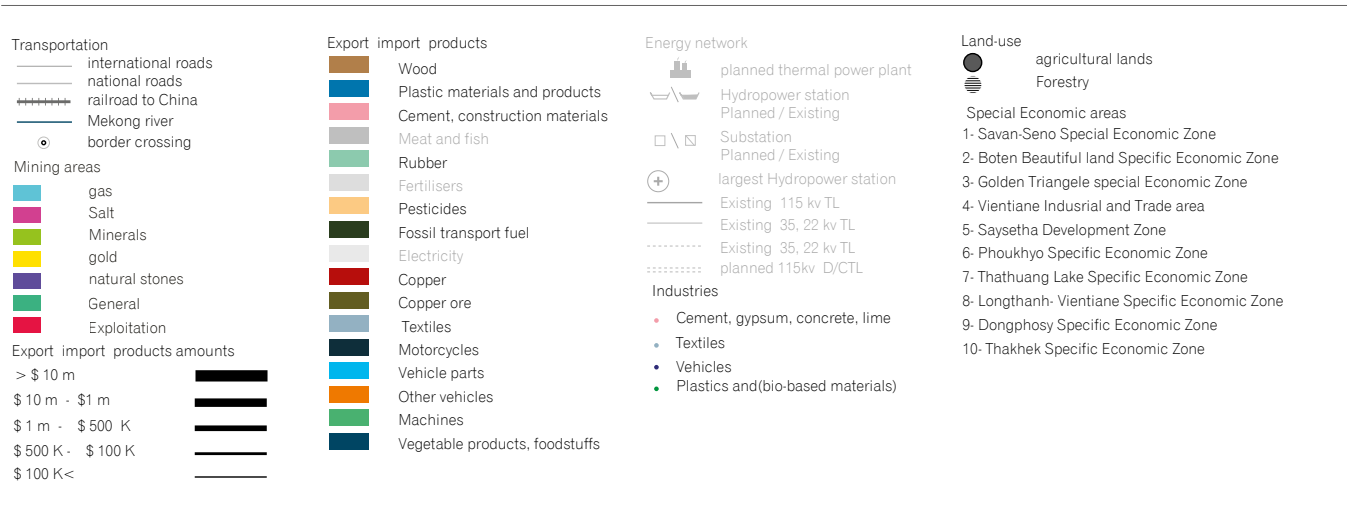 Transportation
international roads
national roads
railroad to China
Mekong river
border crossing
Mining areas
gas
Salt
Minerals
gold
natural stones
General
Exploitation
Export import products amounts
> $ 10 m
$ 10 m - $1 m
$ 1 m - $ 500 K
$ 500 K - $ 100 K
$ 100 K<
Export import products
Wood
Plastic materials and products
Cement, construction materials
Meat and fish
Rubber
Fertilisers
Pesticides
Fossil transport fuel
Electricity
Copper
Copper ore
Textiles
Motorcycles
Vehicle parts
Other vehicles
Machines
Vegetable products, foodstuffs
Energy network
planned thermal power plant
Hydropower station
Planned / Existing
Substation
Planned / Existing
largest Hydropower station
Existing 115 kv TL
Existing 35, 22 kv TL
Existing 35, 22 kv TL
planned 115kv D/CTL
Industries
Cement, gypsum, concrete, lime
Textiles
Vehicles
Plastics and(bio-based materials)
Land-use
agricultural lands
Forestry
Special Economic areas
1- Savan-Seno Special Economic Zone
2- Boten Beautiful land Specific Economic Zone
3- Golden Triangele special Economic Zone
4- Vientiane Indusrial and Trade area
5- Saysetha Development Zone
6- Phoukhyo Specific Economic Zone
7- Thathuang Lake Specific Economic Zone
8- Longthanh- Vientiane Specific Economic Zone
9- Dongphosy Specific Economic Zone
10- Thakhek Specific Economic Zone